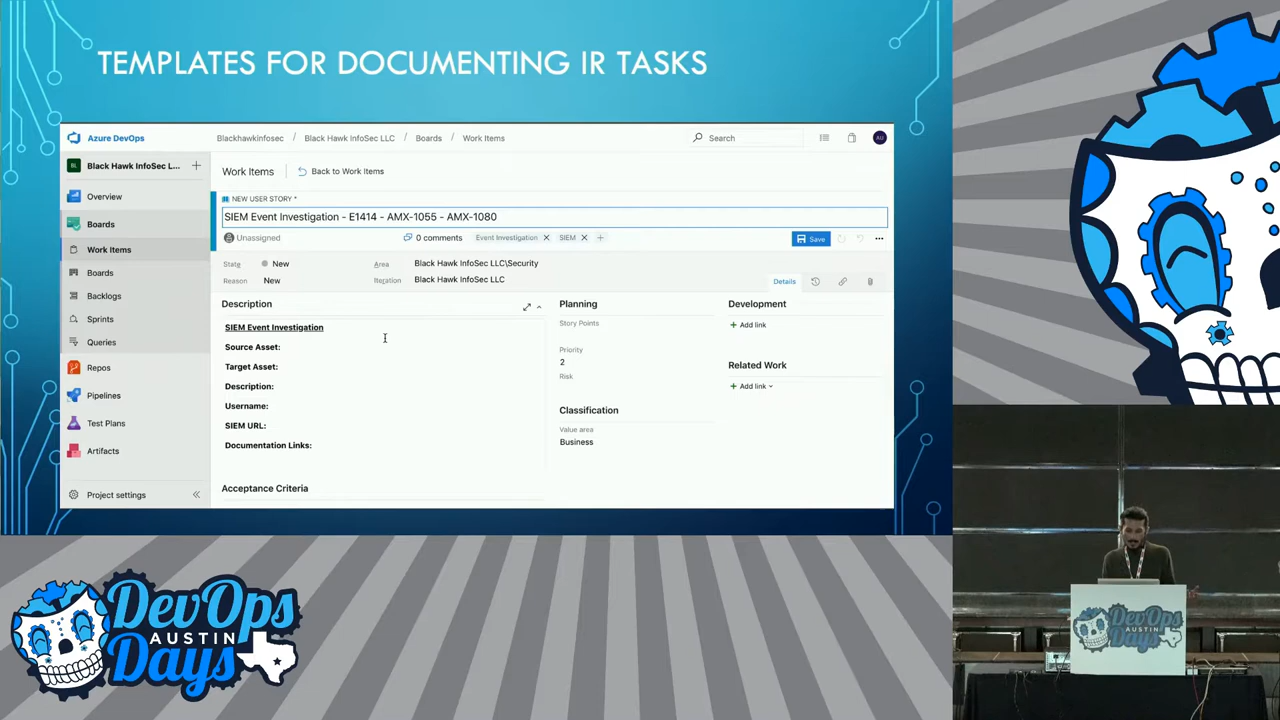 TEMPLATES FOR DOCUMENTING IR TASKS
Azure DevOps
Blackhawkinfosec / Black Hawk InfoSec LLC / Boards / Work Items
Search
AU
BL
Black Hawk InfoSec L...
Work Items
Back to Work Items
Overview
Boards
Work Items
Boards
Backlogs
Sprints
Queries
Repos
Pipelines
Test Plans
Artifacts
Project settings
NEW USER STORY *
SIEM Event Investigation - E1414 - AMX-1055 - AMX-1080
Unassigned
0 comments
Event Investigation
SIEM
Save
State New
Area Black Hawk InfoSec LLC\Security
Reason New
Iteration Black Hawk InfoSec LLC
Details
Description
SIEM Event Investigation
Source Asset:
Target Asset:
Description:
Username:
SIEM URL:
Documentation Links:
Acceptance Criteria
Planning
Story Points
Priority
2
Risk
Classification
Value area
Business
Development
+ Add link
Related Work
+ Add link
DevOps
AUSTIN
Days
DevOps
AUSTIN
Days